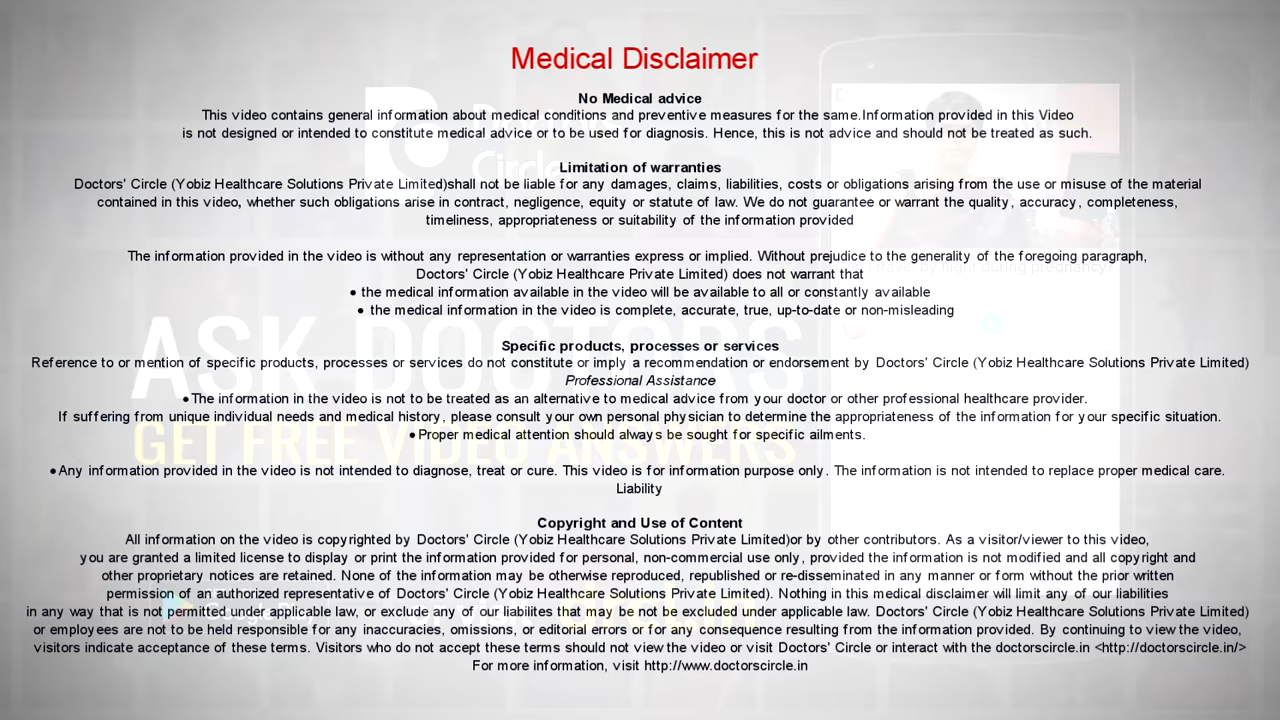 Medical Disclaimer
No Medical advice
This video contains general information about medical conditions and preventive measures for the same.Information provided in this Video
is not designed or intended to constitute medical advice or to be used for diagnosis. Hence, this is not advice and should not be treated as such.
Limitation of warranties
Doctors' Circle (Yobiz Healthcare Solutions Private Limited)shall not be liable for any damages, claims, liabilities, costs or obligations arising from the use or misuse of the material
contained in this video, whether such obligations arise in contract, negligence, equity or statute of law. We do not guarantee or warrant the quality, accuracy, completeness,
timeliness, appropriateness or suitability of the information provided
The information provided in the video is without any representation or warranties express or implied. Without prejudice to the generality of the foregoing paragraph,
Doctors' Circle (Yobiz Healthcare Private Limited) does not warrant that
• the medical information available in the video will be available to all or constantly available
• the medical information in the video is complete, accurate, true, up-to-date or non-misleading
Specific products, processes or services
Reference to or mention of specific products, processes or services do not constitute or imply a recommendation or endorsement by Doctors' Circle (Yobiz Healthcare Solutions Private Limited)
Professional Assistance
•The information in the video is not to be treated as an alternative to medical advice from your doctor or other professional healthcare provider.
If suffering from unique individual needs and medical history, please consult your own personal physician to determine the appropriateness of the information for your specific situation.
•Proper medical attention should always be sought for specific ailments.
•Any information provided in the video is not intended to diagnose, treat or cure. This video is for information purpose only. The information is not intended to replace proper medical care.
Liability
Copyright and Use of Content
All information on the video is copyrighted by Doctors' Circle (Yobiz Healthcare Solutions Private Limited)or by other contributors. As a visitor/viewer to this video,
you are granted a limited license to display or print the information provided for personal, non-commercial use only, provided the information is not modified and all copyright and
other proprietary notices are retained. None of the information may be otherwise reproduced, republished or re-disseminated in any manner or form without the prior written
permission of an authorized representative of Doctors' Circle (Yobiz Healthcare Solutions Private Limited). Nothing in this medical disclaimer will limit any of our liabilities
in any way that is not permitted under applicable law, or exclude any of our liabilites that may be not be excluded under applicable law. Doctors' Circle (Yobiz Healthcare Solutions Private Limited)
or employees are not to be held responsible for any inaccuracies, omissions, or editorial errors or for any consequence resulting from the information provided. By continuing to view the video,
visitors indicate acceptance of these terms. Visitors who do not accept these terms should not view the video or visit Doctors' Circle or interact with the doctorscircle.in <http://doctorscircle.in/>
For more information, visit http://www.doctorscircle.in
Circle
ASK DOCTORS
GET FREE VIDEO ANSWERS
travel by flight during pregnancy?
Google Play